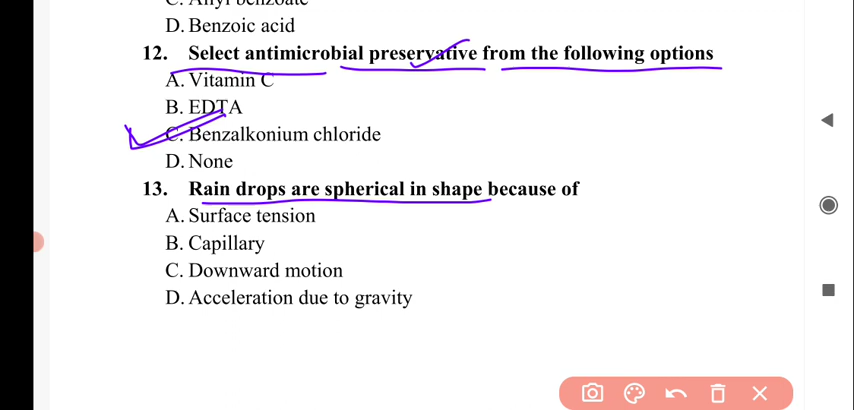 D. Benzoic acid
12. Select antimicrobial preservative from the following options
A. Vitamin C
B. EDTA
C. Benzalkonium chloride
D. None
13. Rain drops are spherical in shape because of
A. Surface tension
B. Capillary
C. Downward motion
D. Acceleration due to gravity